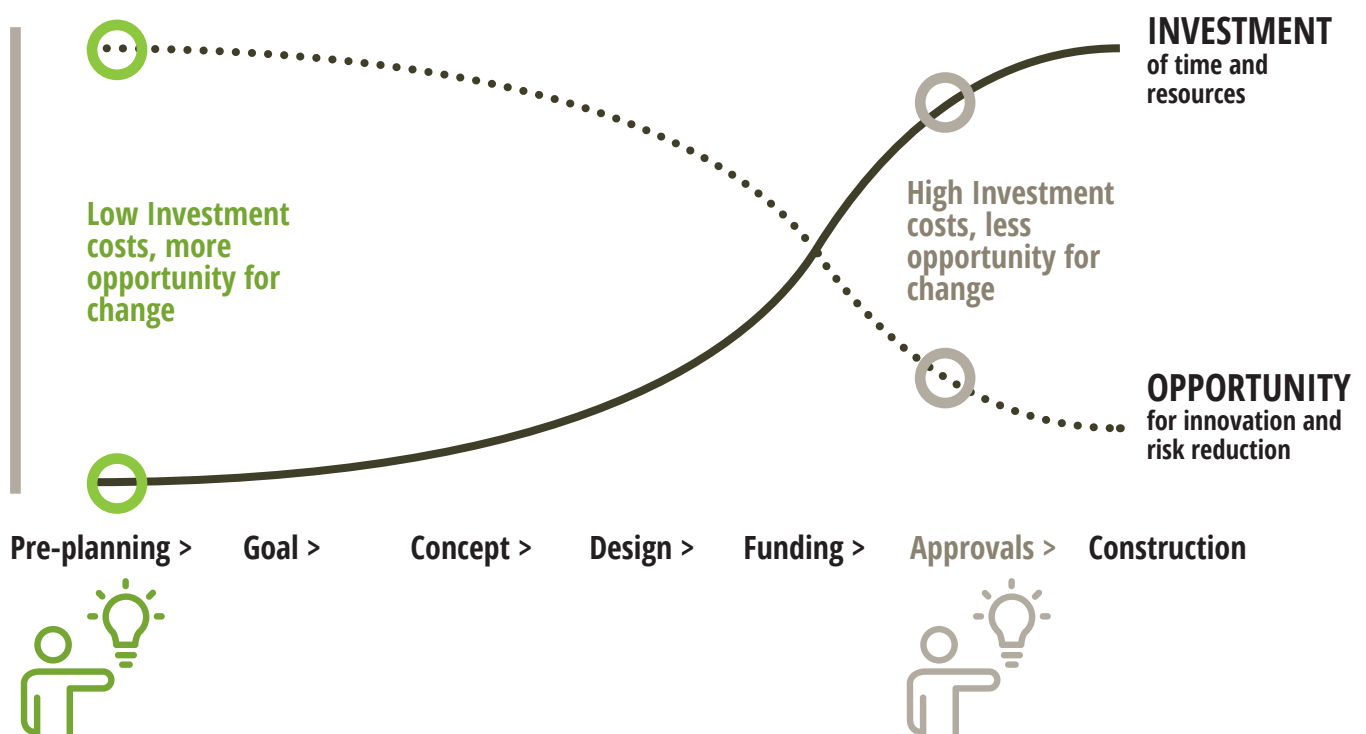 INVESTMENT
of time and
resources
Low Investment
costs, more
opportunity for
change
High Investment
costs, less
opportunity for
change
OPPORTUNITY
for innovation and
risk reduction
Pre-planning > Goal > Concept > Design > Funding > Approvals > Construction